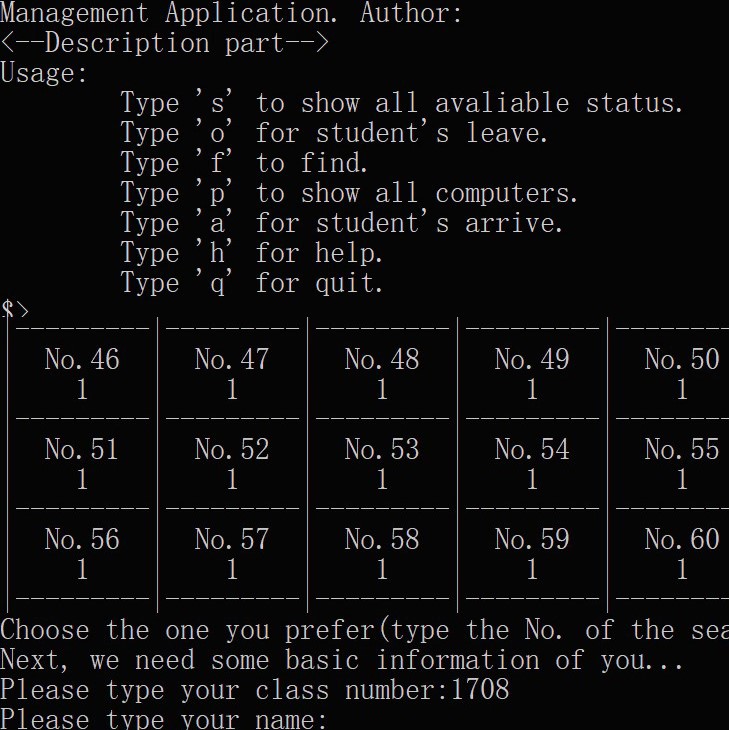 Management Application. Author:
<--Description part-->
Usage:
Type 's' to show all avaliable status.
Type 'o' for student's leave.
Type 'f' to find.
Type 'p' to show all computers.
Type 'a' for student's arrive.
Type 'h' for help.
Type 'q' for quit.
$>
|---------|---------|---------|---------|--------
| No.46 | No.47 | No.48 | No.49 | No.50
| 1 | 1 | 1 | 1 | 1
|---------|---------|---------|---------|--------
| No.51 | No.52 | No.53 | No.54 | No.55
| 1 | 1 | 1 | 1 | 1
|---------|---------|---------|---------|--------
| No.56 | No.57 | No.58 | No.59 | No.60
| 1 | 1 | 1 | 1 | 1
|---------|---------|---------|---------|--------
Choose the one you prefer(type the No. of the sea
Next, we need some basic information of you...
Please type your class number:1708
Please type your name: